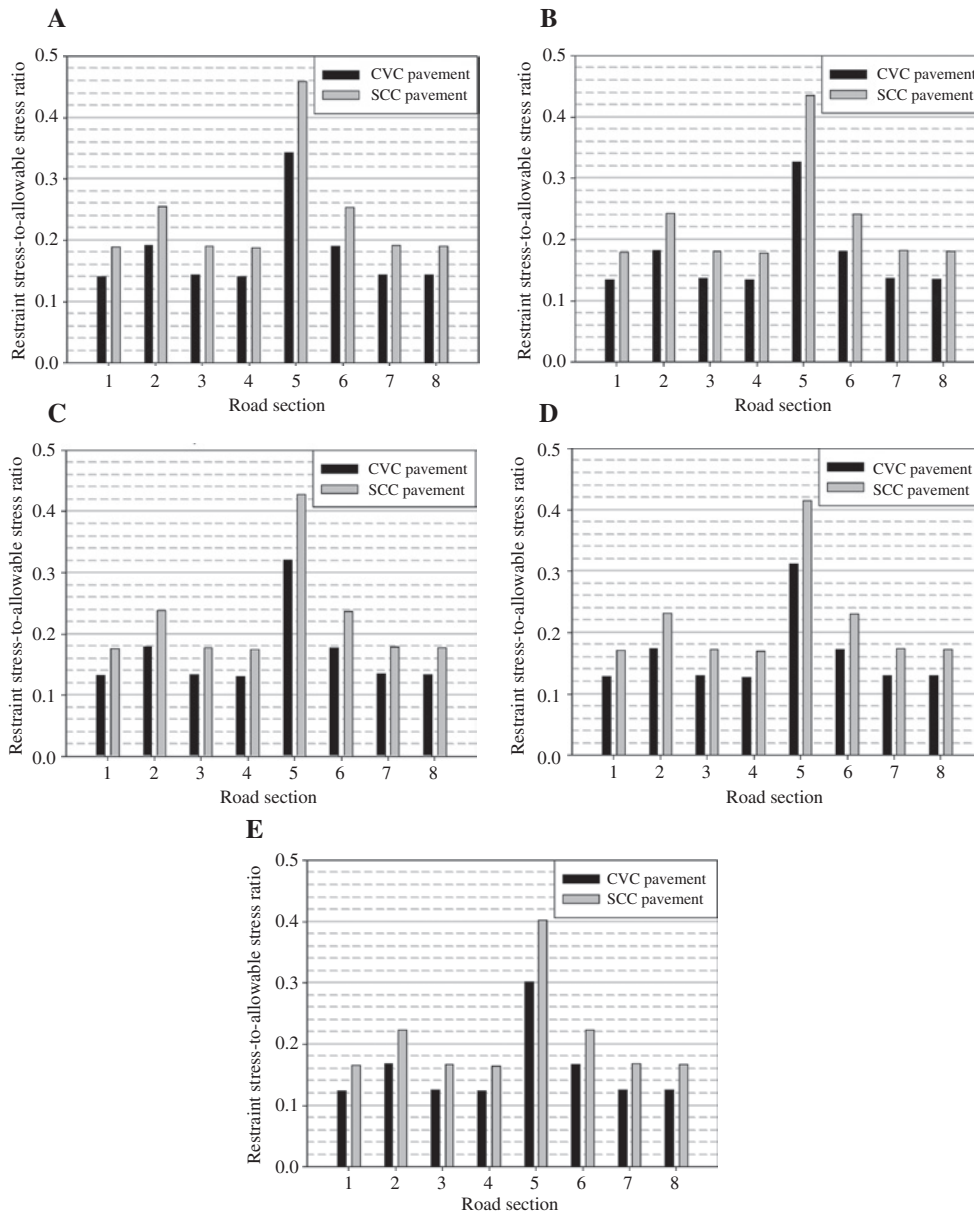 A
Restraint stress-to-allowable stress ratio
0.5
0.4
0.3
0.2
0.1
0.0
CVC pavement
SCC pavement
1 2 3 4 5 6 7 8
Road section
B
Restraint stress-to-allowable stress ratio
0.5
0.4
0.3
0.2
0.1
0.0
CVC pavement
SCC pavement
1 2 3 4 5 6 7 8
Road section
C
Restraint stress-to-allowable stress ratio
0.5
0.4
0.3
0.2
0.1
0.0
CVC pavement
SCC pavement
1 2 3 4 5 6 7 8
Road section
D
Restraint stress-to-allowable stress ratio
0.5
0.4
0.3
0.2
0.1
0.0
CVC pavement
SCC pavement
1 2 3 4 5 6 7 8
Road section
E
Restraint stress-to-allowable stress ratio
0.5
0.4
0.3
0.2
0.1
0.0
CVC pavement
SCC pavement
1 2 3 4 5 6 7 8
Road section